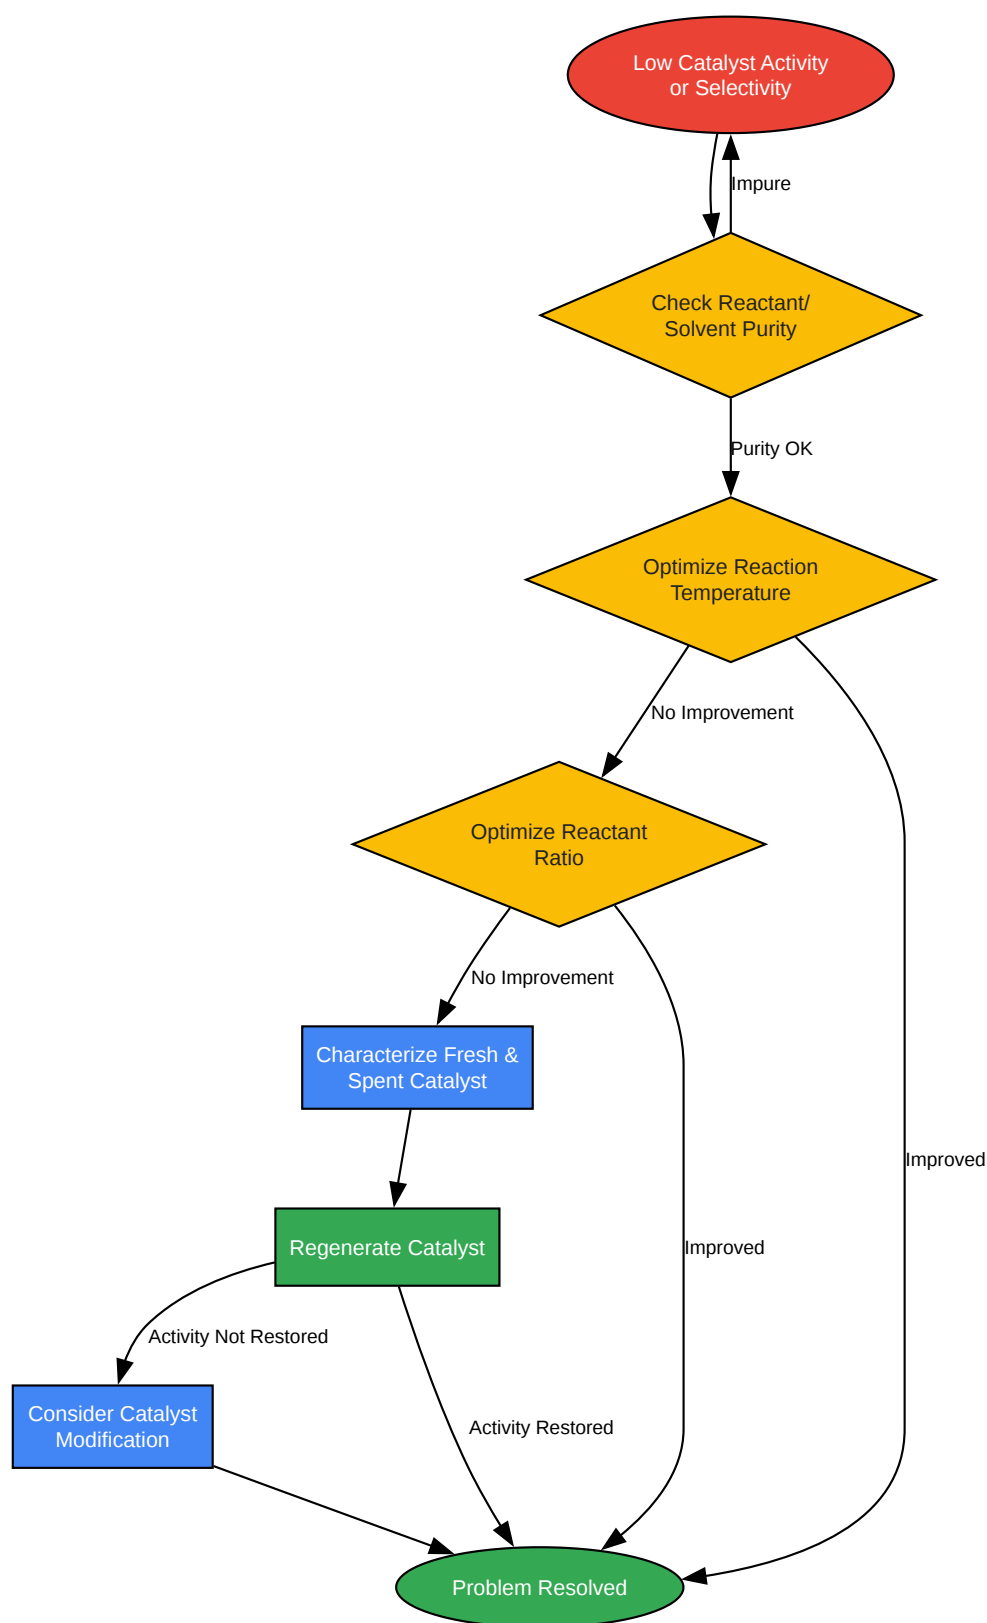 Low Catalyst Activity
or Selectivity
Impure
Check Reactant/
Solvent Purity
Purity OK
Optimize Reaction
Temperature
No Improvement
Optimize Reactant
Ratio
No Improvement
Characterize Fresh &
Spent Catalyst
Improved
Regenerate Catalyst
Improved
Activity Not Restored
Consider Catalyst
Modification
Activity Restored
Problem Resolved